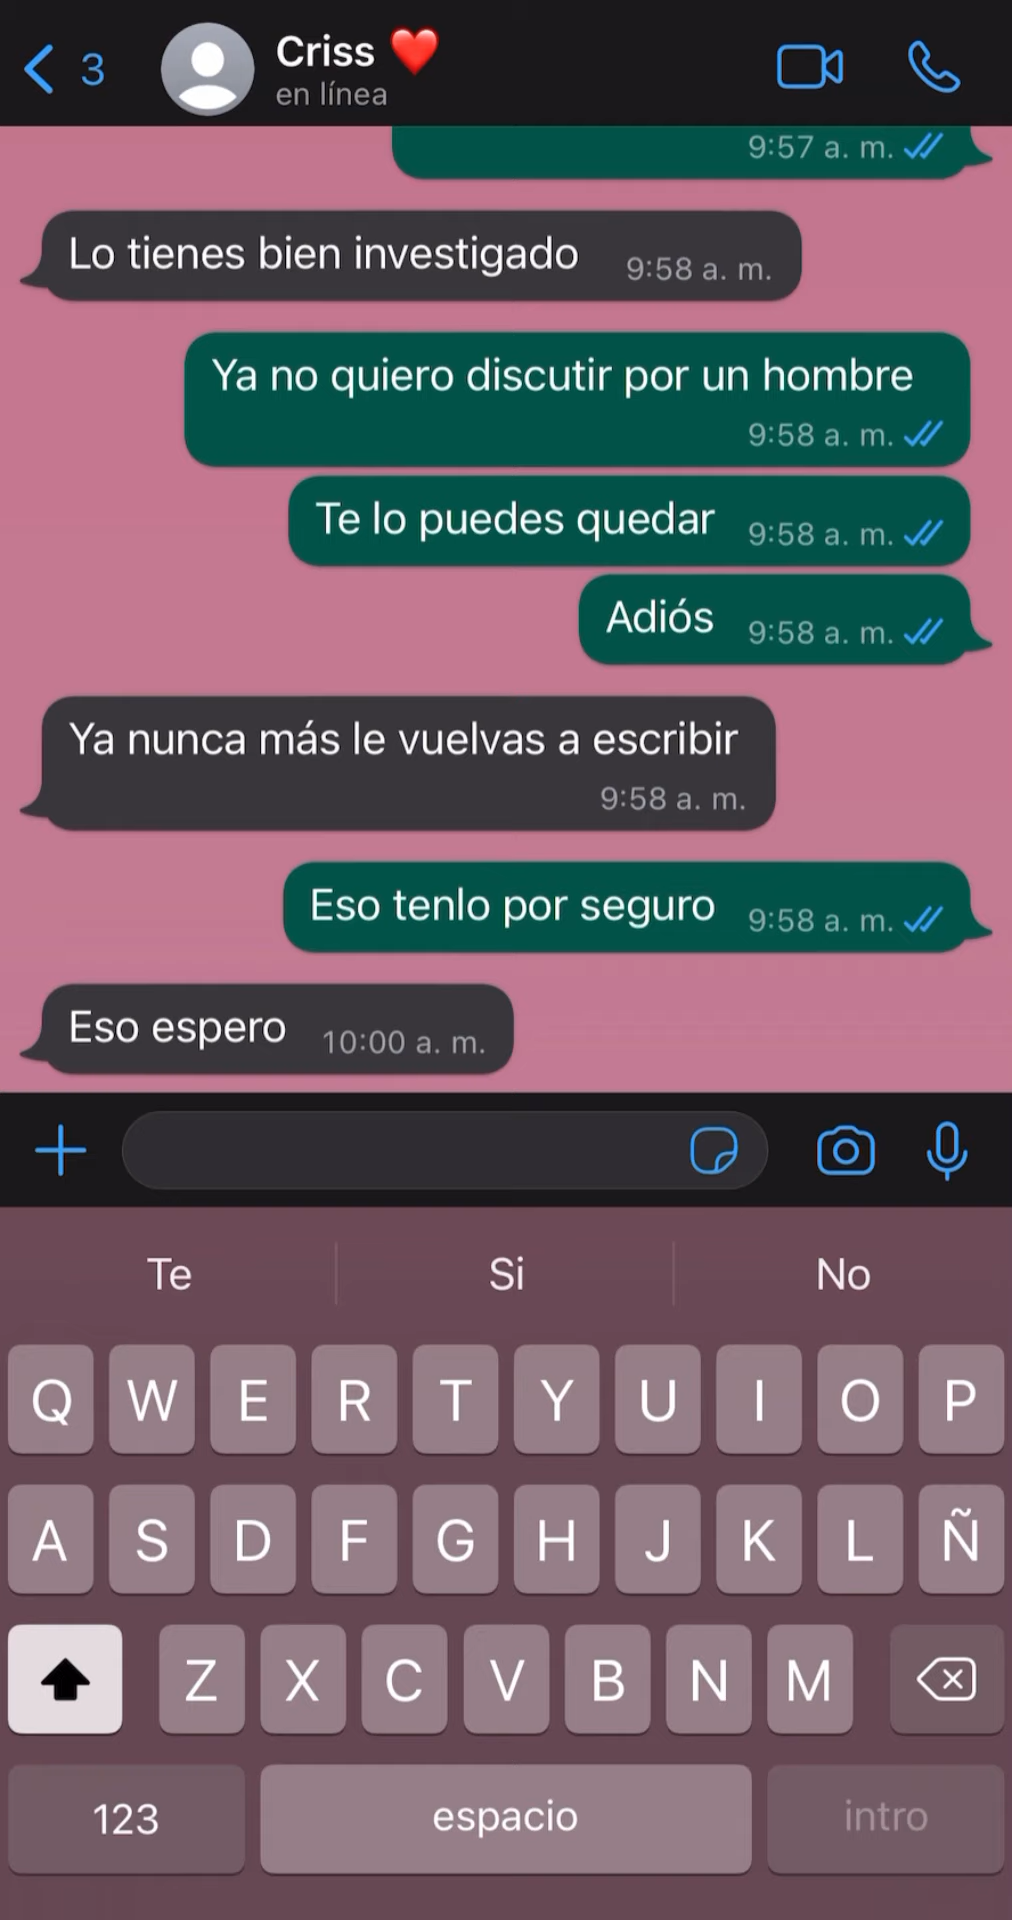 3
Criss ❤️
en línea
9:57 a. m.
Lo tienes bien investigado 9:58 a. m.
Ya no quiero discutir por un hombre
9:58 a. m.
Te lo puedes quedar 9:58 a. m.
Adiós 9:58 a. m.
Ya nunca más le vuelvas a escribir
9:58 a. m.
Eso tenlo por seguro 9:58 a. m.
Eso espero 10:00 a. m.
Te Si No
Q W E R T Y U I O P
A S D F G H J K L Ñ
Z X C V B N M
123 espacio intro